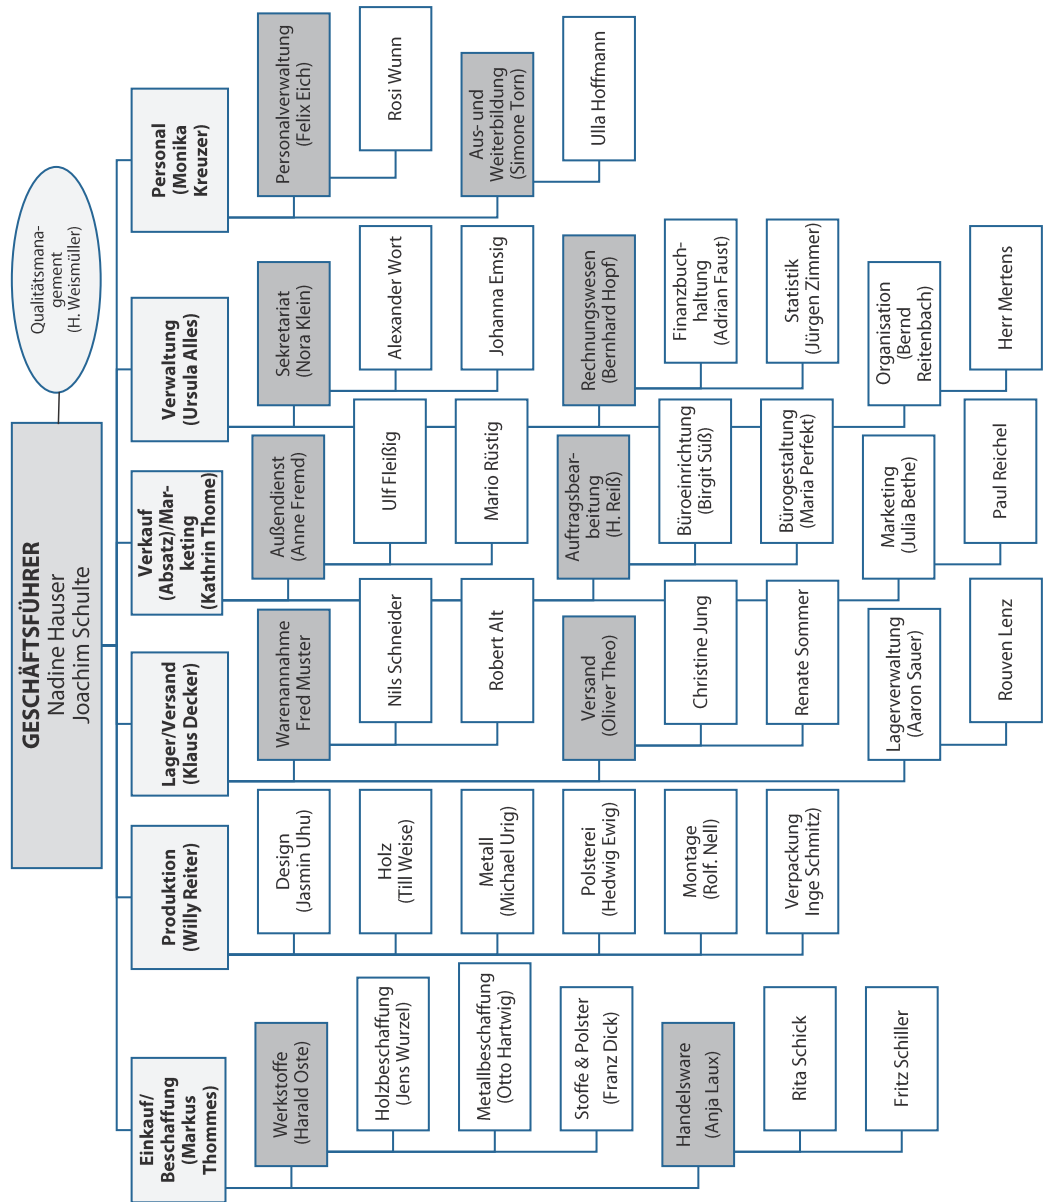 GESCHÄFTSFÜHRER
Nadine Hauser
Joachim Schulte
Qualitätsmana-
gement
(H. Weismüller)
Einkauf/
Beschaffung
(Markus
Thommes)
Werkstoffe
(Harald Oste)
Holzbeschaffung
(Jens Wurzel)
Metallbeschaffung
(Otto Hartwig)
Stoffe & Polster
(Franz Dick)
Handelsware
(Anja Laux)
Rita Schick
Fritz Schiller
Produktion
(Willy Reiter)
Design
(Jasmin Uhu)
Holz
(Till Weise)
Metall
(Michael Urig)
Polsterei
(Hedwig Ewig)
Montage
(Rolf. Nell)
Verpackung
Inge Schmitz)
Lager/Versand
(Klaus Decker)
Warenannahme
Fred Muster
Nils Schneider
Robert Alt
Versand
(Oliver Theo)
Christine Jung
Renate Sommer
Lagerverwaltung
(Aaron Sauer)
Rouven Lenz
Verkauf
(Absatz)/Mar-
keting
(Kathrin Thome)
Außendienst
(Anne Fremd)
Ulf Fleißig
Mario Rüstig
Auftragsbear-
beitung
(H. Reiß)
Büroeinrichtung
(Birgit Süß)
Bürogestaltung
(Maria Perfekt)
Marketing
(Julia Bethe)
Paul Reichel
Verwaltung
(Ursula Alles)
Sekretariat
(Nora Klein)
Alexander Wort
Johanna Emsig
Rechnungswesen
(Bernhard Hopf)
Finanzbuch-
haltung
(Adrian Faust)
Statistik
(Jürgen Zimmer)
Organisation
(Bernd
Reitenbach)
Herr Mertens
Personal
(Monika
Kreuzer)
Personalverwaltung
(Felix Eich)
Rosi Wunn
Aus- und
Weiterbildung
(Simone Torn)
Ulla Hoffmann